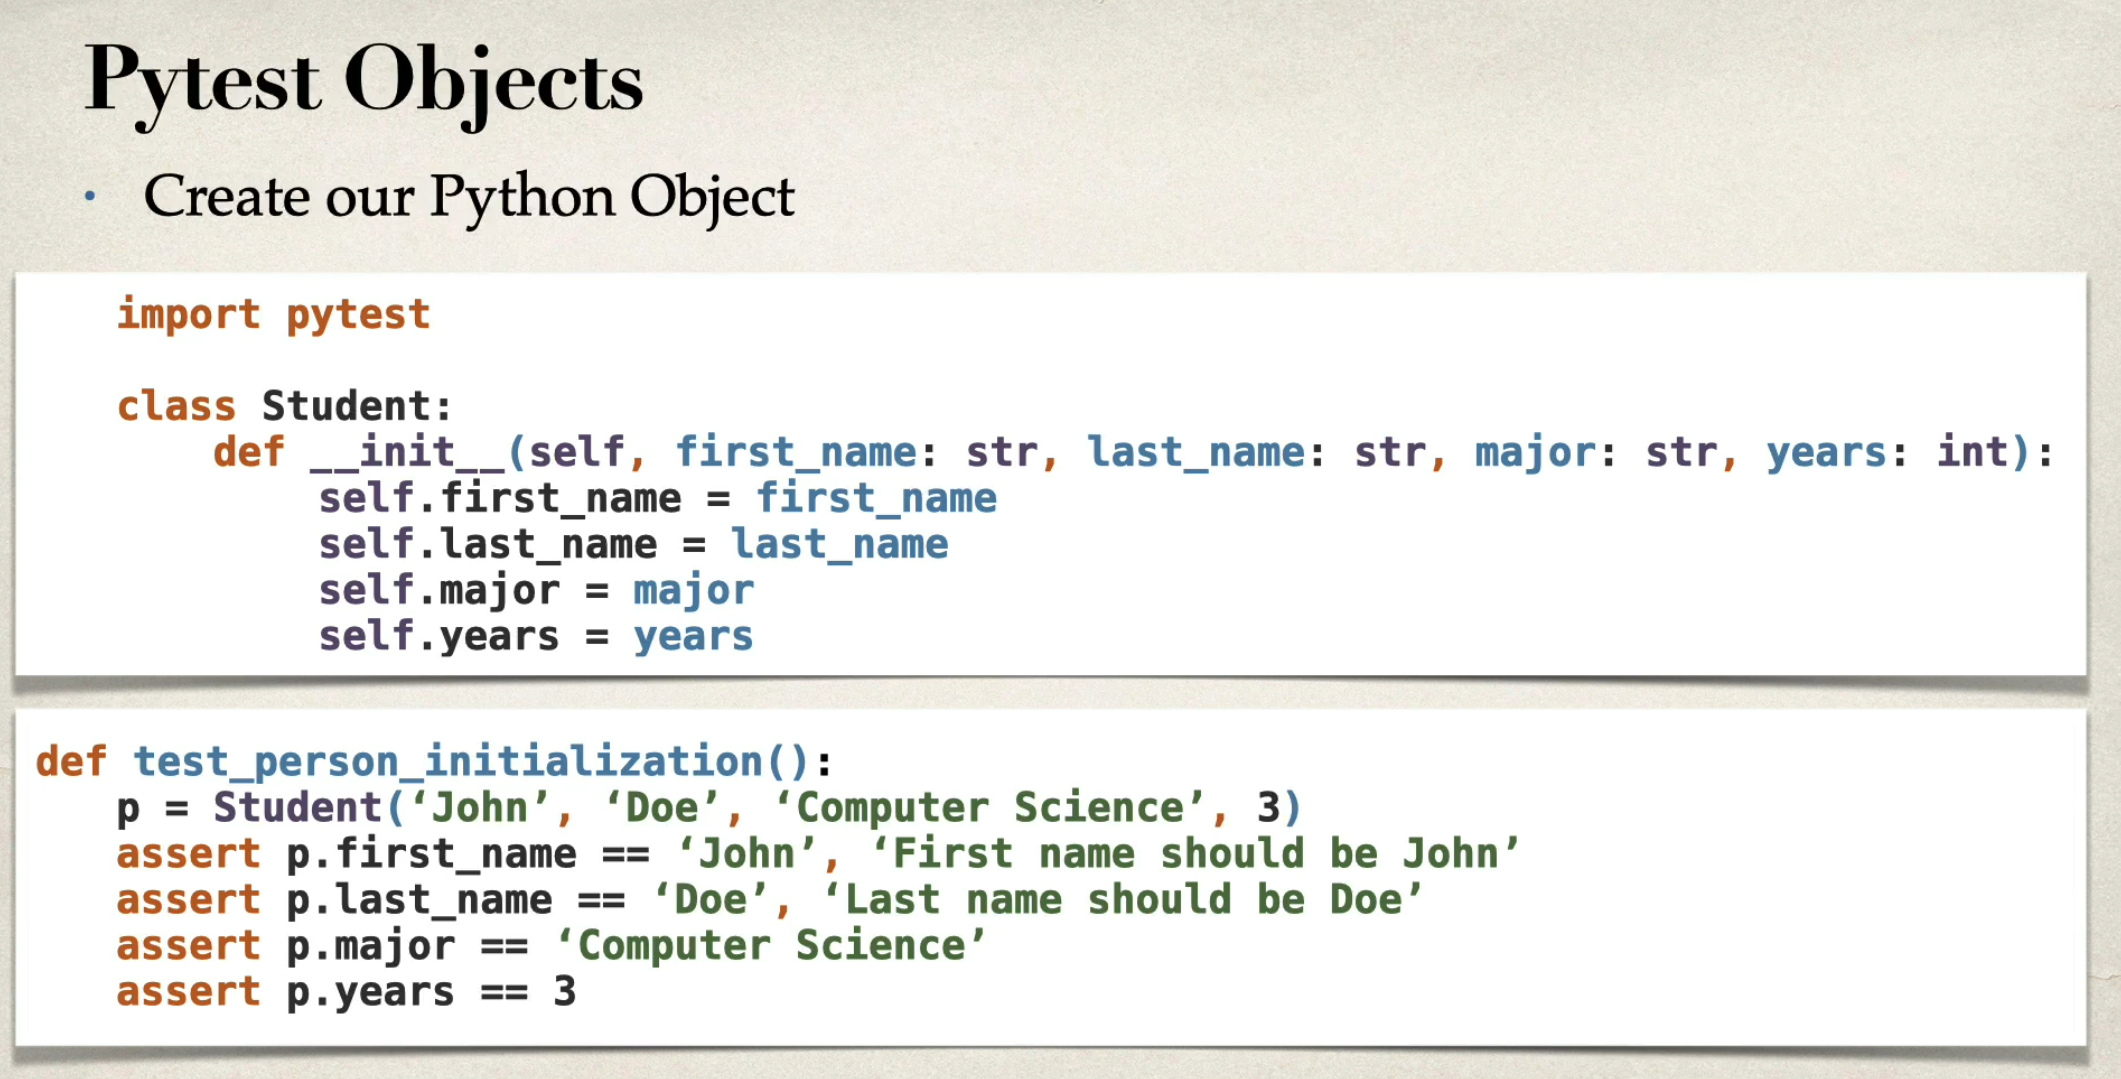 Pytest Objects
• Create our Python Object
import pytest
class Student:
def __init__(self, first_name: str, last_name: str, major: str, years: int):
self.first_name = first_name
self.last_name = last_name
self.major = major
self.years = years
def test_person_initialization():
p = Student(‘John’, ‘Doe’, ‘Computer Science’, 3)
assert p.first_name == ‘John’, ‘First name should be John’
assert p.last_name == ‘Doe’, ‘Last name should be Doe’
assert p.major == ‘Computer Science’
assert p.years == 3